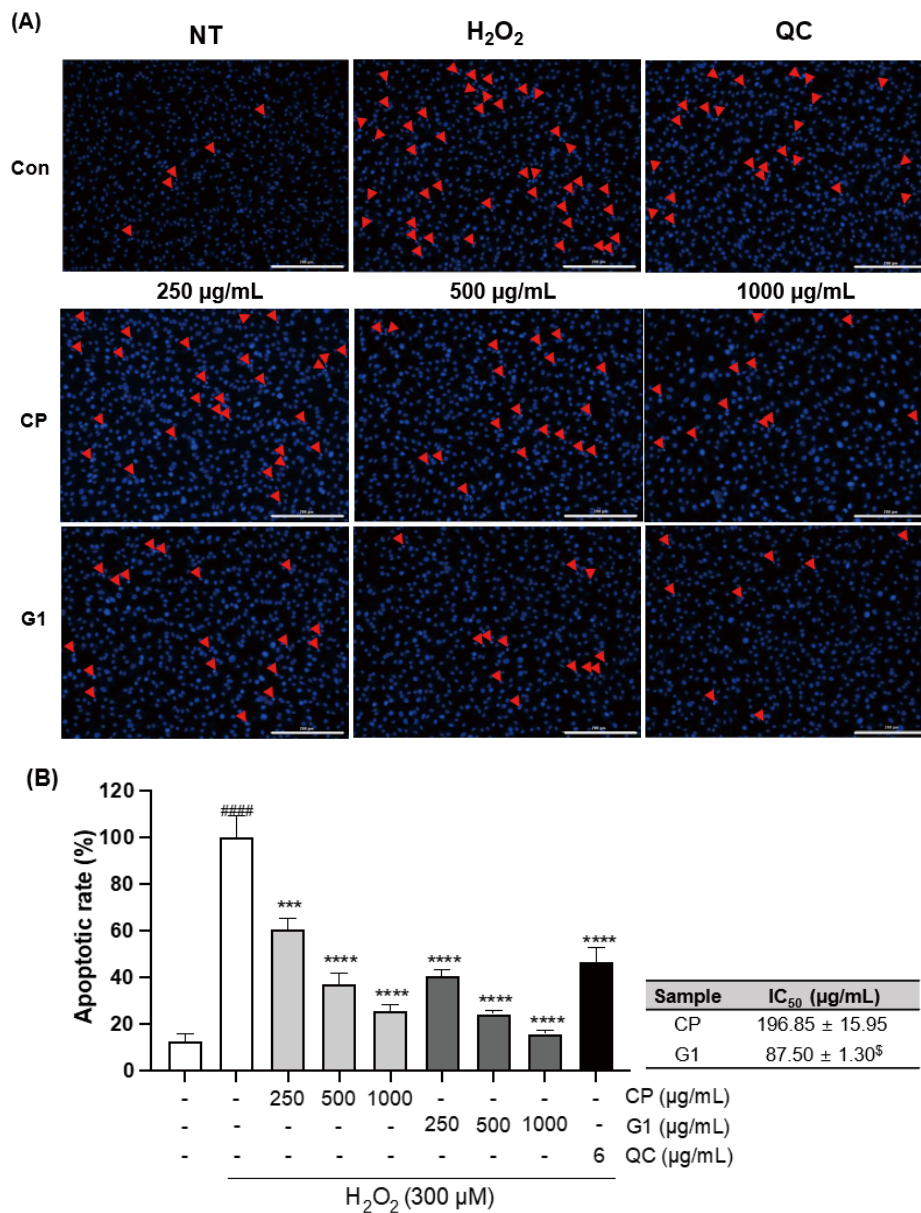 (A)
NT H₂O₂ QC
Con
250 µg/mL 500 µg/mL 1000 µg/mL
CP
G1
(B)
Apoptotic rate (%)
120
100
80
60
40
20
0
####
***
****
****
****
****
****
****
- - 250 500 1000 - - - - CP (µg/mL)
- - - - - 250 500 1000 - G1 (µg/mL)
- - - - - - - - 6 QC (µg/mL)
H₂O₂ (300 µM)
Sample IC₅₀ (µg/mL)
CP 196.85 ± 15.95
G1 87.50 ± 1.30$